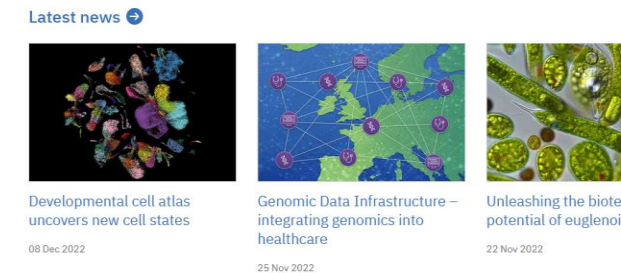 Latest news
Developmental cell atlas
uncovers new cell states
08 Dec 2022
Genomic Data Infrastructure –
integrating genomics into
healthcare
25 Nov 2022
Unleashing the biote
potential of euglenoi
22 Nov 2022